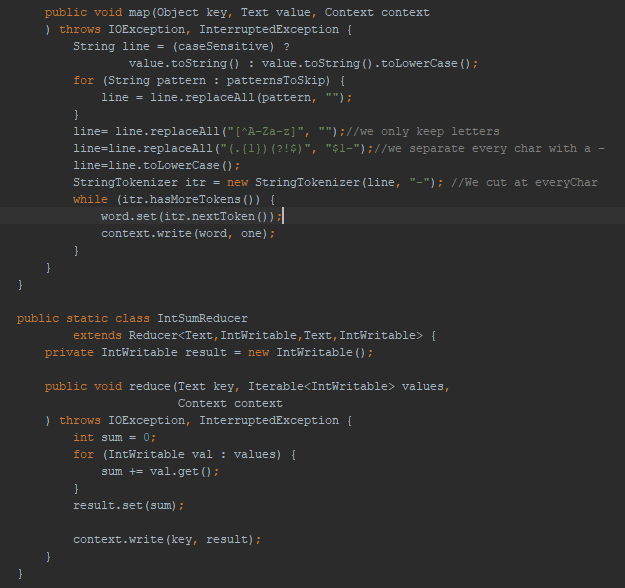 public void map(Object key, Text value, Context context
) throws IOException, InterruptedException {
String line = (caseSensitive) ?
value.toString() : value.toString().toLowerCase();
for (String pattern : patternsToSkip) {
line = line.replaceAll(pattern, "");
}
line= line.replaceAll("[^A-Za-z]", "");//we only keep letters
line=line.replaceAll("(.{1})(?!$)", "$1-");//we separate every char with a -
line=line.toLowerCase();
StringTokenizer itr = new StringTokenizer(line, "-"); //We cut at everyChar
while (itr.hasMoreTokens()) {
word.set(itr.nextToken());
context.write(word, one);
}
}
}
public static class IntSumReducer
extends Reducer<Text,IntWritable,Text,IntWritable> {
private IntWritable result = new IntWritable();
public void reduce(Text key, Iterable<IntWritable> values,
Context context
) throws IOException, InterruptedException {
int sum = 0;
for (IntWritable val : values) {
sum += val.get();
}
result.set(sum);
context.write(key, result);
}
}